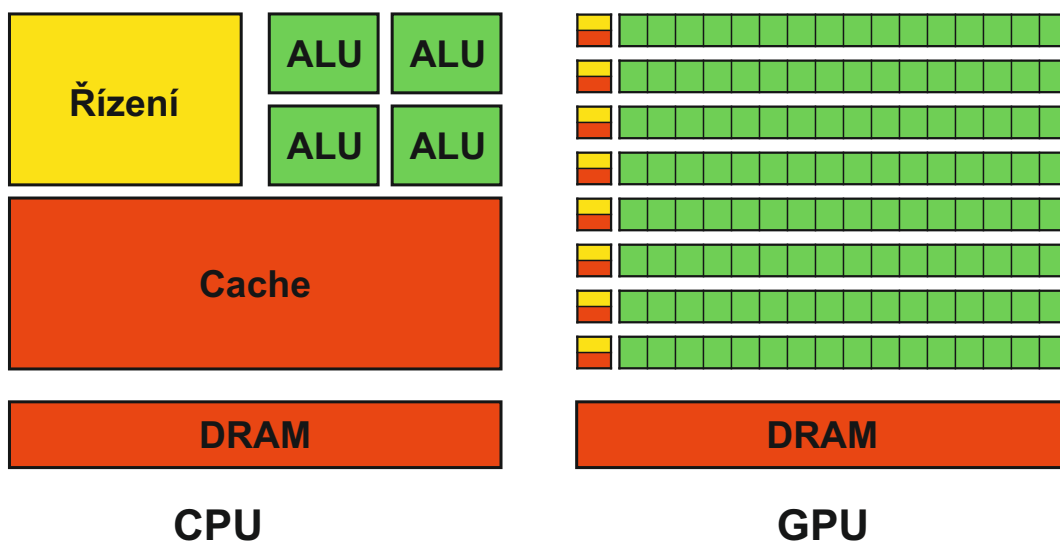 Řízení
ALU ALU
ALU ALU
Cache
DRAM
CPU
DRAM
GPU